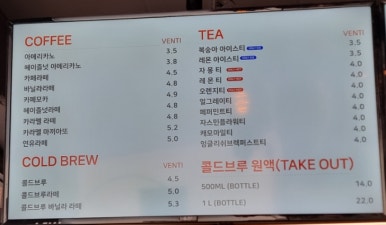 COFFEE VENTI
아메리카노 3.5
헤이즐넛 아메리카노 3.8
카페라떼 4.5
바닐라라떼 4.8
카페모카 4.9
헤이즐넛라떼 4.8
카라멜 라떼 4.8
카라멜 마끼아또 5.2
연유라떼 5.0
COLD BREW VENTI
콜드브루 4.5
콜드브루라떼 5.0
콜드브루 바닐라 라떼 5.3
TEA VENTI
복숭아 아이스티 3.5
레몬 아이스티 3.5
자 몽 티 4.0
레 몬 티 4.0
오렌지티 4.0
얼그레이티 4.0
페퍼민트티 4.0
자스민플라워티 4.0
캐모마일티 4.0
잉글리쉬브랙퍼스트티 4.0
콜드브루 원액(TAKE OUT)
500ML (BOTTLE) 14.0
1 L (BOTTLE) 22.0